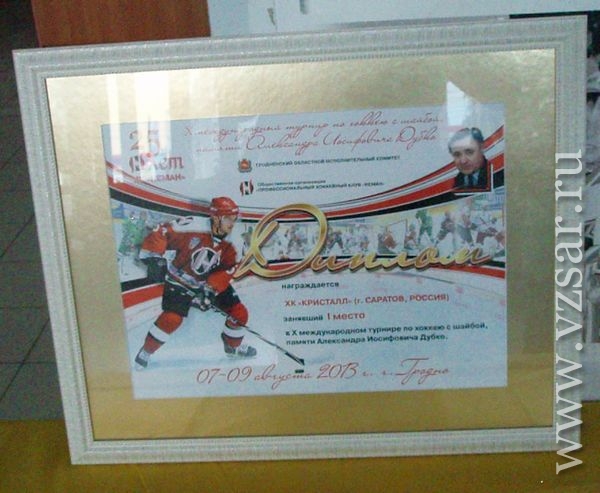 X международный турнир по хоккею с шайбой,
памяти Александра Иосифовича Дубко
25 лет
НЕМАН
ГРОДНЕНСКИЙ ОБЛАСТНОЙ ИСПОЛНИТЕЛЬНЫЙ КОМИТЕТ
Общественная организация
«ПРОФЕССИОНАЛЬНЫЙ ХОККЕЙНЫЙ КЛУБ «НЕМАН»
Диплом
награждается
ХК «КРИСТАЛЛ» (г. САРАТОВ, РОССИЯ)
занявший 1 место
в X международном турнире по хоккею с шайбой,
памяти Александра Иосифовича Дубко.
07-09 августа 2013 г. г. Гродно
www.vzsar.ru